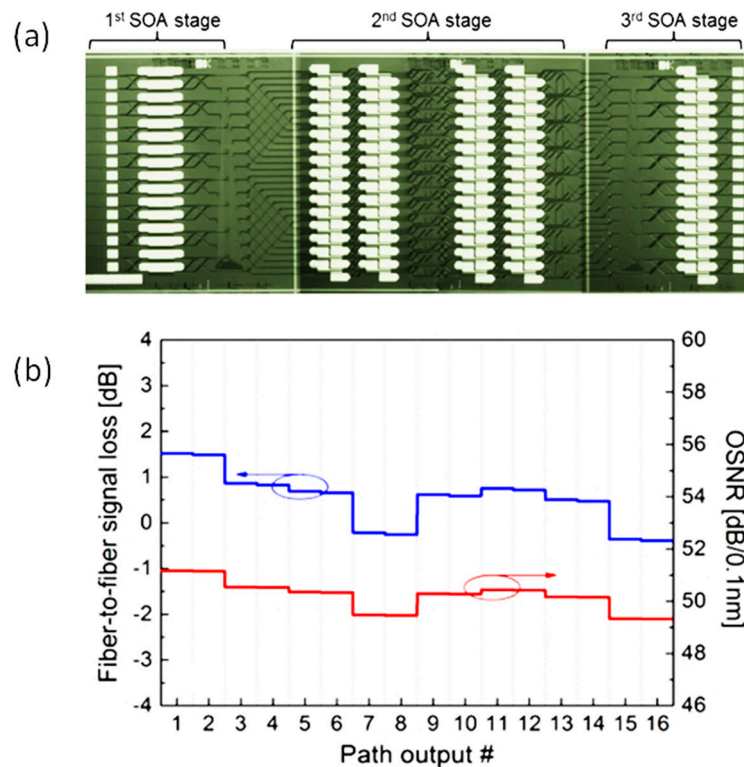 (a)
1st SOA stage
2nd SOA stage
3rd SOA stage
(b)
Fiber-to-fiber signal loss [dB]
4
3
2
1
0
-1
-2
-3
-4
60
58
56
54
52
50
48
46
OSNR [dB/0.1nm]
1 2 3 4 5 6 7 8 9 10 11 12 13 14 15 16
Path output #